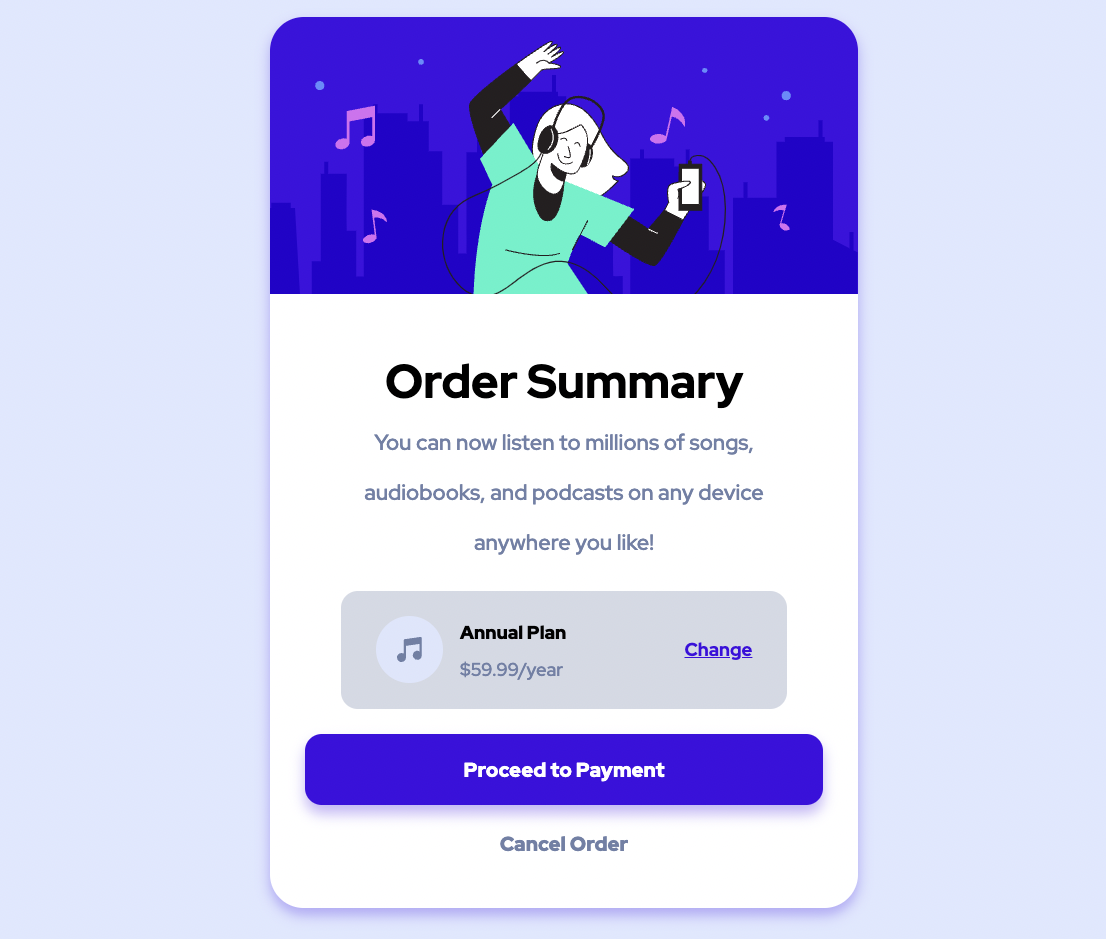 Order Summary
You can now listen to millions of songs,
audiobooks, and podcasts on any device
anywhere you like!
Annual Plan
$59.99/year
Change
Proceed to Payment
Cancel Order